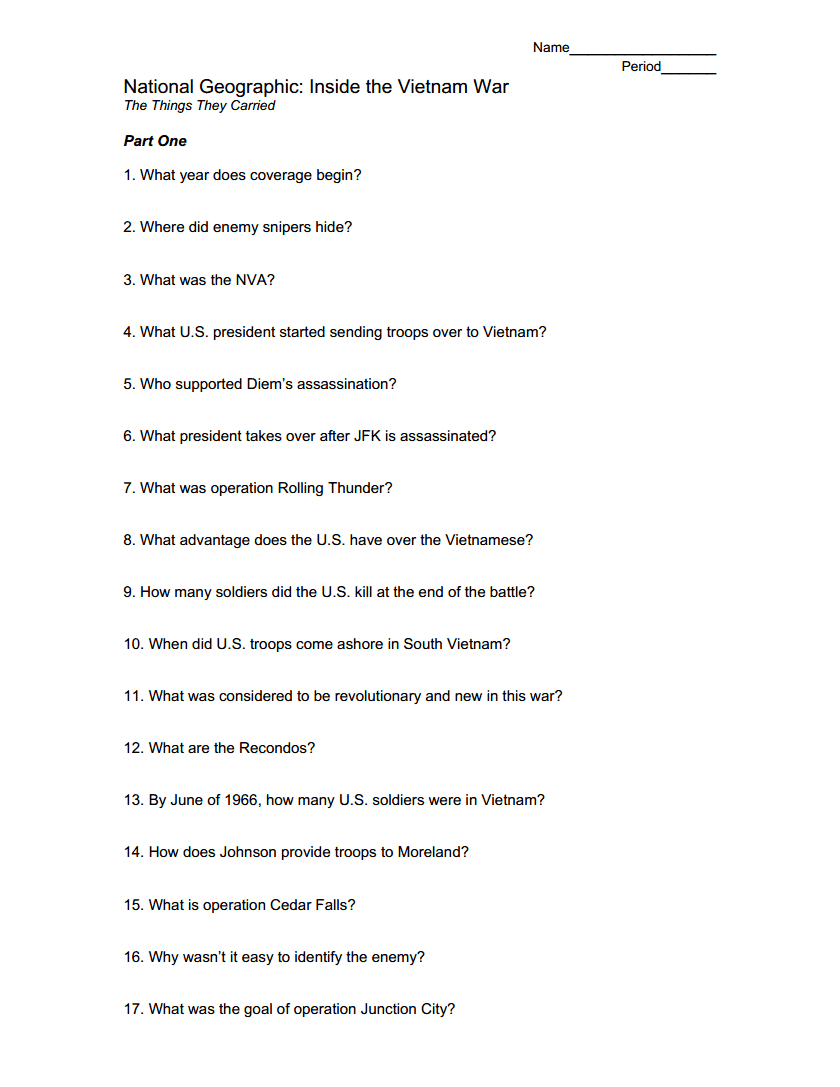 Name___________________
Period_______
National Geographic: Inside the Vietnam War
The Things They Carried
Part One
1. What year does coverage begin?
2. Where did enemy snipers hide?
3. What was the NVA?
4. What U.S. president started sending troops over to Vietnam?
5. Who supported Diem’s assassination?
6. What president takes over after JFK is assassinated?
7. What was operation Rolling Thunder?
8. What advantage does the U.S. have over the Vietnamese?
9. How many soldiers did the U.S. kill at the end of the battle?
10. When did U.S. troops come ashore in South Vietnam?
11. What was considered to be revolutionary and new in this war?
12. What are the Recondos?
13. By June of 1966, how many U.S. soldiers were in Vietnam?
14. How does Johnson provide troops to Moreland?
15. What is operation Cedar Falls?
16. Why wasn’t it easy to identify the enemy?
17. What was the goal of operation Junction City?